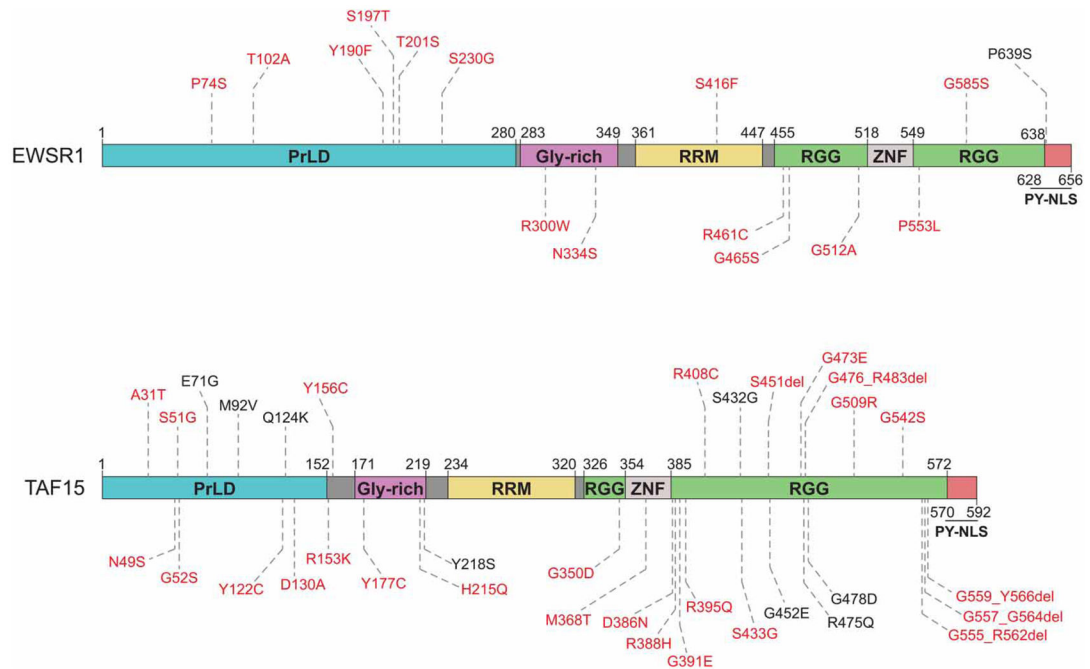 S197T
Y190F
T201S
T102A
S230G
P74S
S416F
P639S
G585S
1
280
283
349
361
447
455
518
549
638
EWSR1
PrLD
Gly-rich
RRM
RGG
ZNF
RGG
628
656
PY-NLS
R300W
N334S
R461C
G465S
G512A
P553L
A31T
E71G
S51G
M92V
Q124K
Y156C
R408C
S432G
S451del
G473E
G476_R483del
G509R
G542S
1
152
171
219
234
320
326
354
385
572
TAF15
PrLD
Gly-rich
RRM
RGG
ZNF
RGG
570
592
PY-NLS
N49S
G52S
Y122C
D130A
R153K
Y177C
Y218S
H215Q
G350D
M368T
D386N
R388H
G391E
R395Q
S433G
G452E
G478D
R475Q
G559_Y566del
G557_G564del
G555_R562del